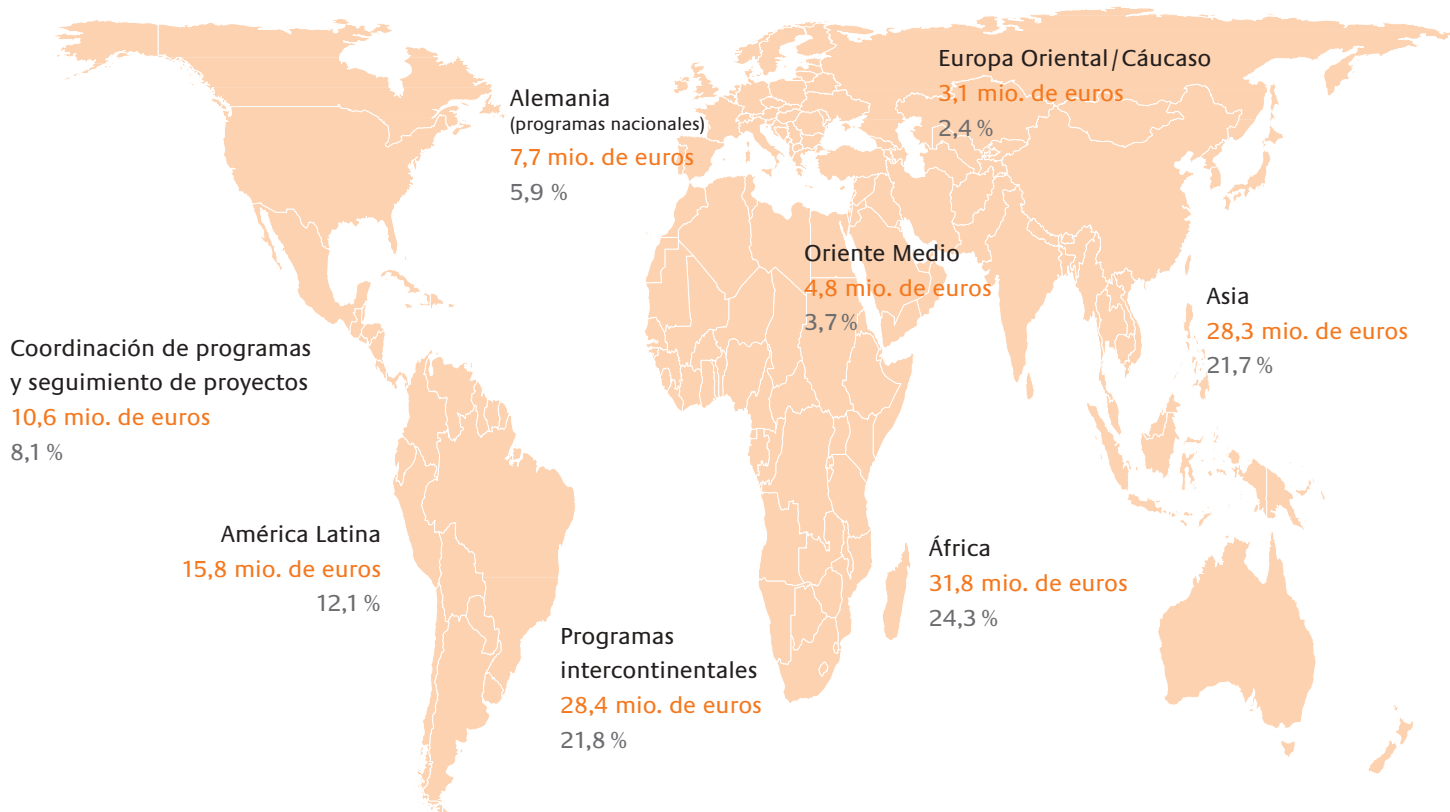 Europa Oriental/Cáucaso
3,1 mio. de euros
2,4 %
Alemania
(programas nacionales)
7,7 mio. de euros
5,9 %
Oriente Medio
4,8 mio. de euros
3,7 %
Asia
28,3 mio. de euros
21,7 %
Coordinación de programas
y seguimiento de proyectos
10,6 mio. de euros
8,1 %
América Latina
15,8 mio. de euros
12,1 %
África
31,8 mio. de euros
24,3 %
Programas
intercontinentales
28,4 mio. de euros
21,8 %